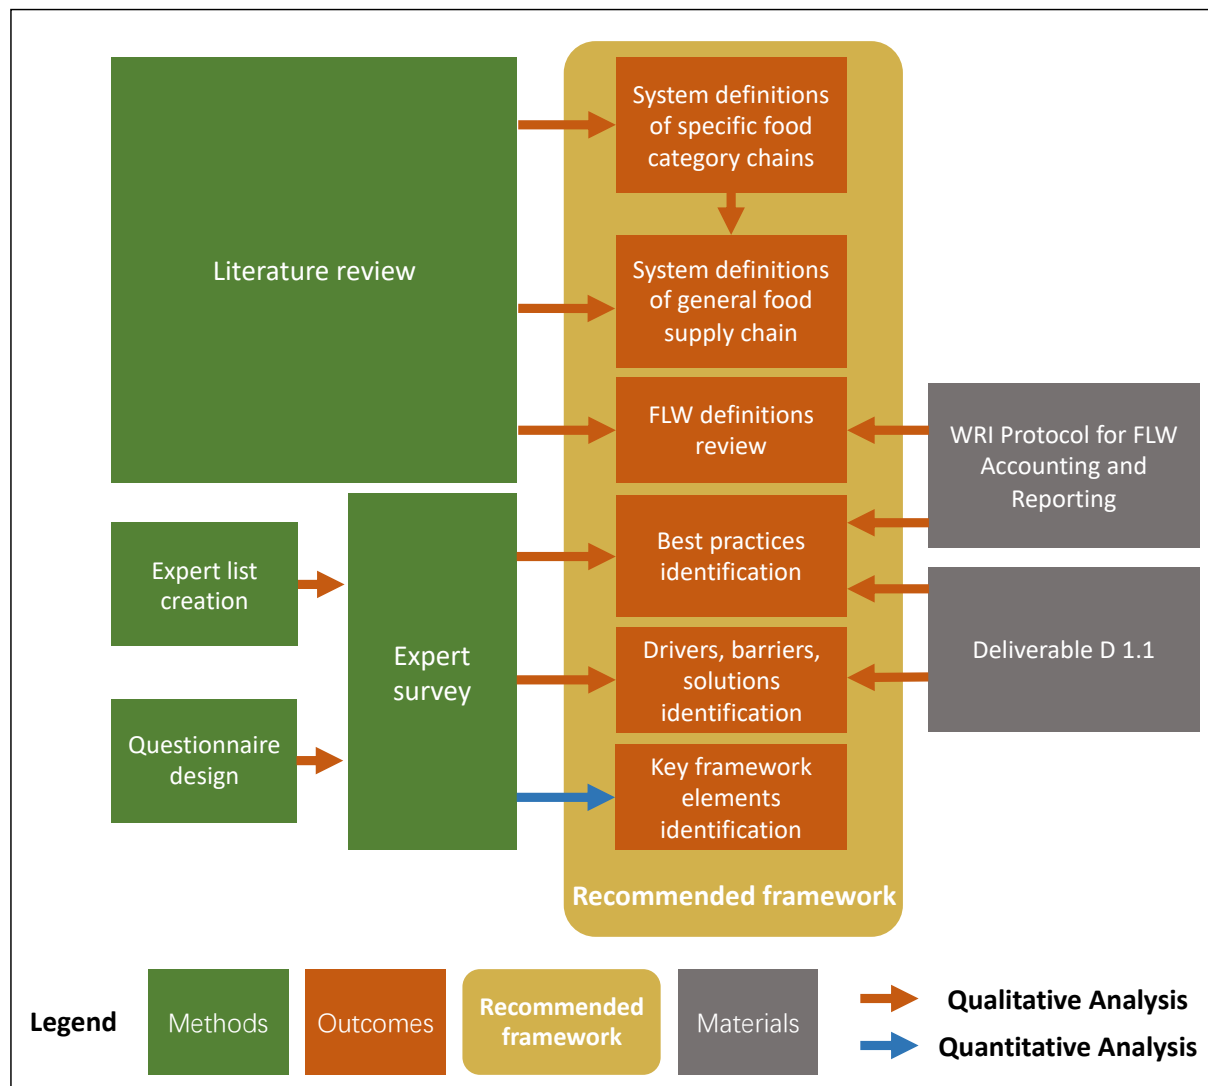 Literature review
System definitions
of specific food
category chains
System definitions
of general food
supply chain
FLW definitions
review
WRI Protocol for FLW
Accounting and
Reporting
Expert list
creation
Expert
survey
Best practices
identification
Deliverable D 1.1
Drivers, barriers,
solutions
identification
Questionnaire
design
Key framework
elements
identification
Recommended framework
Legend
Methods
Outcomes
Recommended
framework
Materials
Qualitative Analysis
Quantitative Analysis